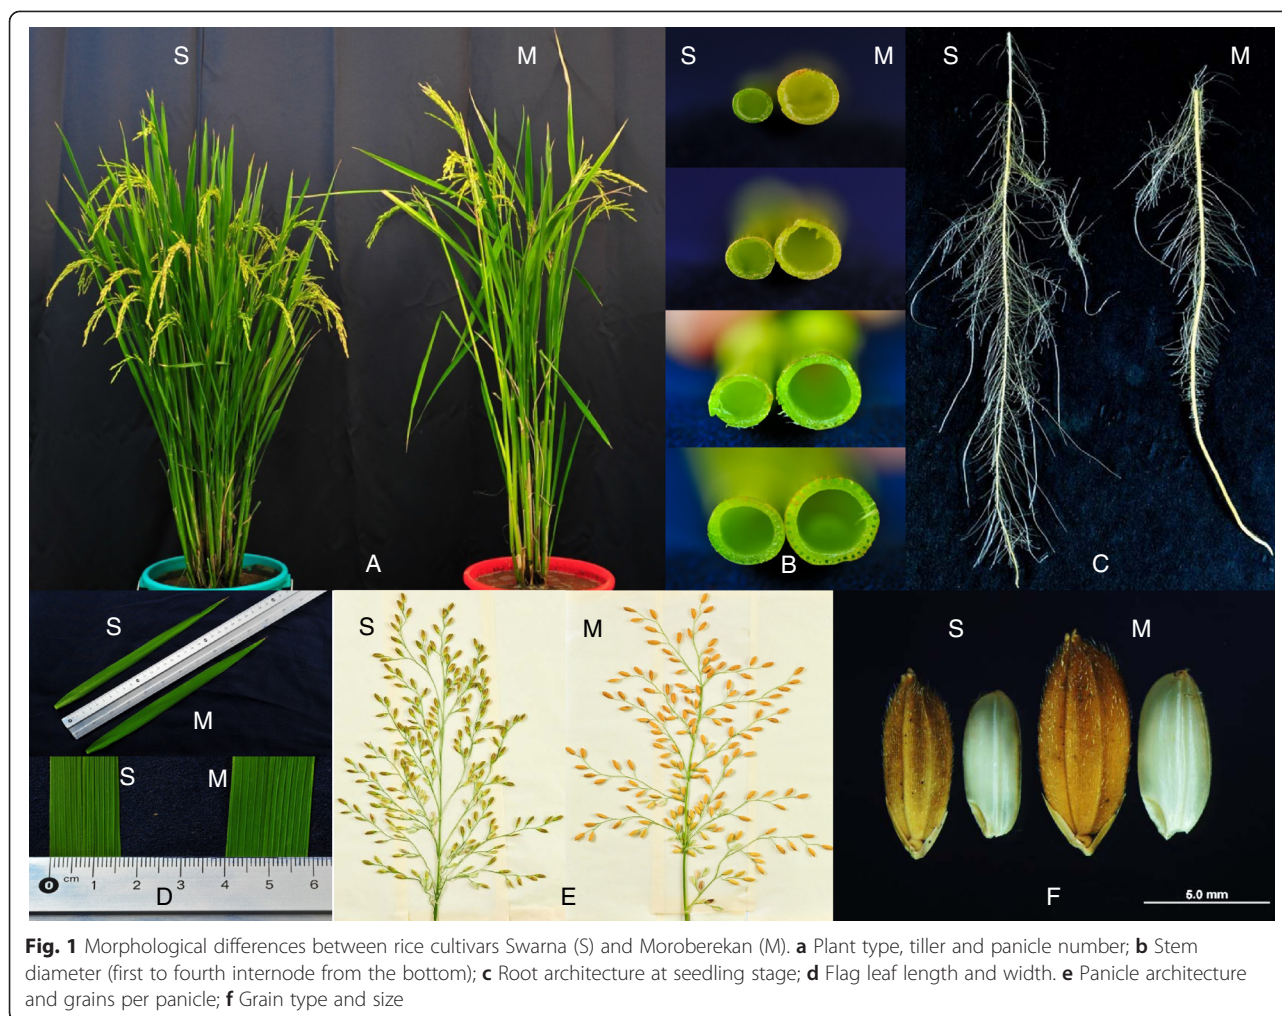 S
M
S
M
S
M
A
B
C
S
M
S
M
0 cm 1 2 3 4 5 6
D
S
M
E
S
M
5.0 mm
F
Fig. 1 Morphological differences between rice cultivars Swarna (S) and Moroberekan (M). a Plant type, tiller and panicle number; b Stem
diameter (first to fourth internode from the bottom); c Root architecture at seedling stage; d Flag leaf length and width. e Panicle architecture
and grains per panicle; f Grain type and size